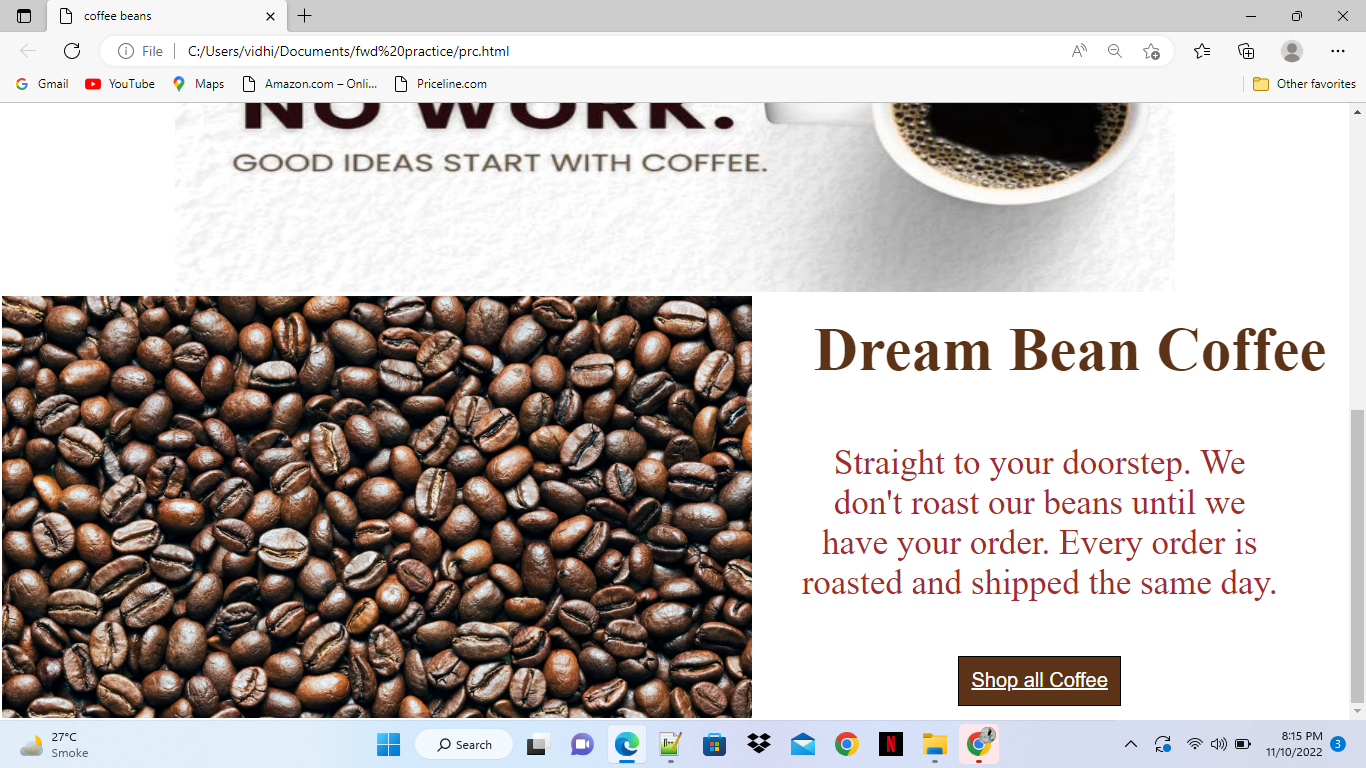 coffee beans
File
C:/Users/vidhi/Documents/fwd%20practice/prc.html
Gmail
YouTube
Maps
Amazon.com – Onli...
Priceline.com
Other favorites
NO WORK.
GOOD IDEAS START WITH COFFEE.
Dream Bean Coffee
Straight to your doorstep. We
don't roast our beans until we
have your order. Every order is
roasted and shipped the same day.
Shop all Coffee
27°C
Smoke
Search
8:15 PM
11/10/2022
3